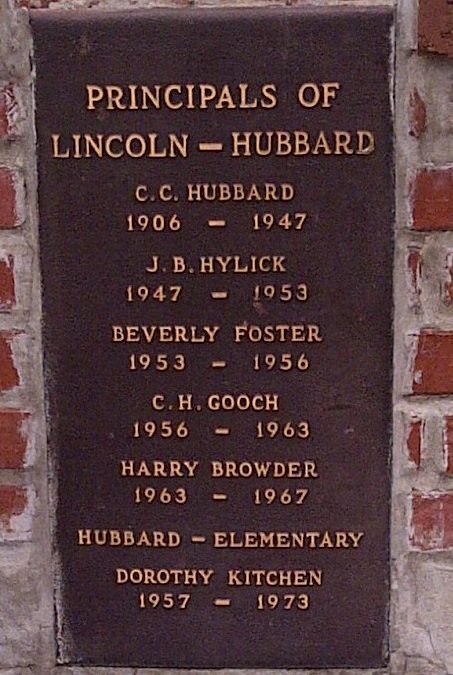 PRINCIPALS OF
LINCOLN – HUBBARD
C.C. HUBBARD
1906 – 1947
J.B. HYLICK
1947 – 1953
BEVERLY FOSTER
1953 – 1956
C.H. GOOCH
1956 – 1963
HARRY BROWDER
1963 – 1967
HUBBARD – ELEMENTARY
DOROTHY KITCHEN
1957 – 1973